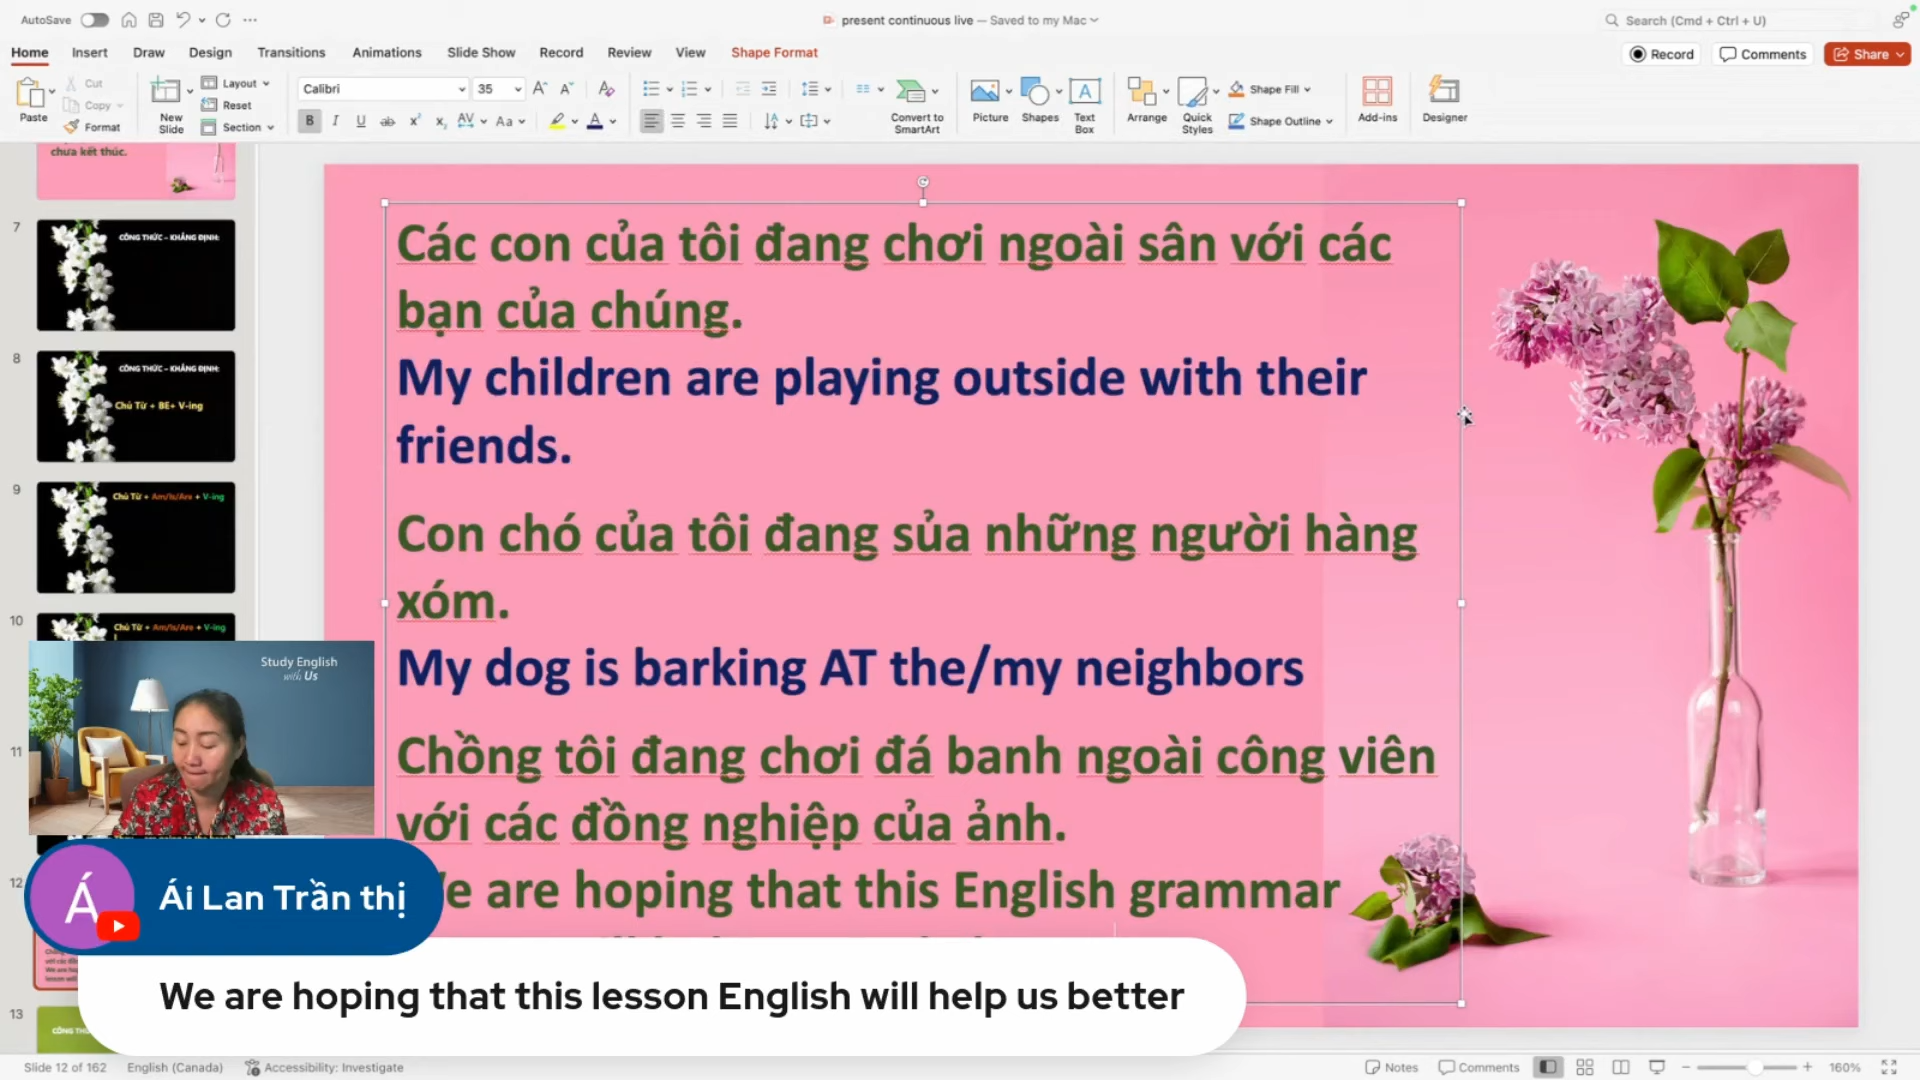 AutoSave
present continuous live — Saved to my Mac
Search (Cmd + Ctrl + U)
Home Insert Draw Design Transitions Animations Slide Show Record Review View Shape Format
Record Comments Share
Paste Cut Copy Format
New Slide Layout Reset Section
Calibri 35
Convert to SmartArt
Picture Shapes Text Box Arrange Quick Styles Shape Fill Shape Outline Add-ins Designer
chưa kết thúc.
7
CÔNG THỨC – KHẲNG ĐỊNH:
8
CÔNG THỨC – KHẲNG ĐỊNH:
Chủ Từ + BE+ V-ing
9
Chủ Từ + Am/Is/Are + V-ing
10
Chủ Từ + Am/Is/Are + V-ing
11
12
13
Các con của tôi đang chơi ngoài sân với các
bạn của chúng.
My children are playing outside with their
friends.
Con chó của tôi đang sủa những người hàng
xóm.
My dog is barking AT the/my neighbors
Chồng tôi đang chơi đá banh ngoài công viên
với các đồng nghiệp của ảnh.
e are hoping that this English grammar
Study English
with Us
Á
Ái Lan Trần thị
We are hoping that this lesson English will help us better
Slide 12 of 162 English (Canada) Accessibility: Investigate
Notes Comments 160%